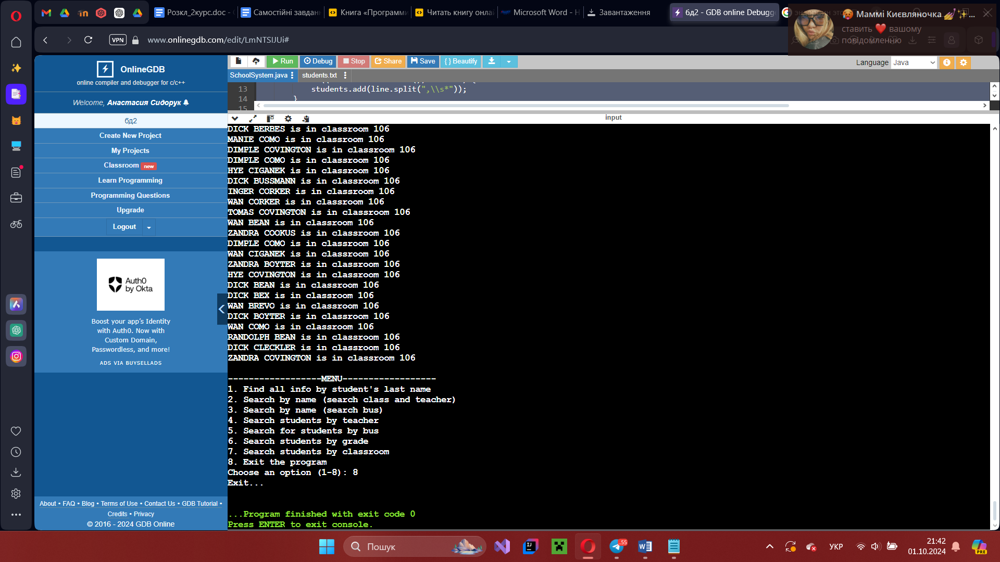 Розкл_2курс.doc -
Самостійні завдан
Книга «Программи
Читать книгу онлай
Microsoft Word - Н
Завантаження
бд2 - GDB online Debugge
эндорфин это
Маммі Києвляночка
ставить ❤️ вашому
повідомленню
VPN
www.onlinegdb.com/edit/LmNTSlJUi#
OnlineGDB
online compiler and debugger for c/c++
Welcome, Анастасия Сидорук
бд2
Create New Project
My Projects
Classroom new
Learn Programming
Programming Questions
Upgrade
Logout
Auth0
by Okta
Boost your app’s Identity
with Auth0. Now with
Custom Domain,
Passwordless, and more!
ADS VIA BUYSELLADS
About • FAQ • Blog • Terms of Use • Contact Us • GDB Tutorial •
Credits • Privacy
© 2016 - 2024 GDB Online
Run
Debug
Stop
Share
Save
{ } Beautify
Language Java
SchoolSystem.java
students.txt
13 students.add(line.split(",\\s*"));
14 }
15
input
DICK BERBES is in classroom 106
MANIE COMO is in classroom 106
DIMPLE COVINGTON is in classroom 106
DIMPLE COMO is in classroom 106
HYE CIGANEK is in classroom 106
DICK BUSSMANN is in classroom 106
INGER CORKER is in classroom 106
WAN CORKER is in classroom 106
TOMAS COVINGTON is in classroom 106
WAN BEAN is in classroom 106
ZANDRA COOKUS is in classroom 106
DIMPLE COMO is in classroom 106
WAN CIGANEK is in classroom 106
ZANDRA BOYTER is in classroom 106
HYE COVINGTON is in classroom 106
DICK BEAN is in classroom 106
DICK BEX is in classroom 106
WAN BREVO is in classroom 106
DICK BOYTER is in classroom 106
WAN COMO is in classroom 106
RANDOLPH BEAN is in classroom 106
DICK CLECKLER is in classroom 106
ZANDRA COVINGTON is in classroom 106
------------------MENU------------------
1. Find all info by student's last name
2. Search by name (search class and teacher)
3. Search by name (search bus)
4. Search students by teacher
5. Search for students by bus
6. Search students by grade
7. Search students by classroom
8. Exit the program
Choose an option (1-8): 8
Exit...
...Program finished with exit code 0
Press ENTER to exit console.
Пошук
55
УКР
21:42
01.10.2024
PRE